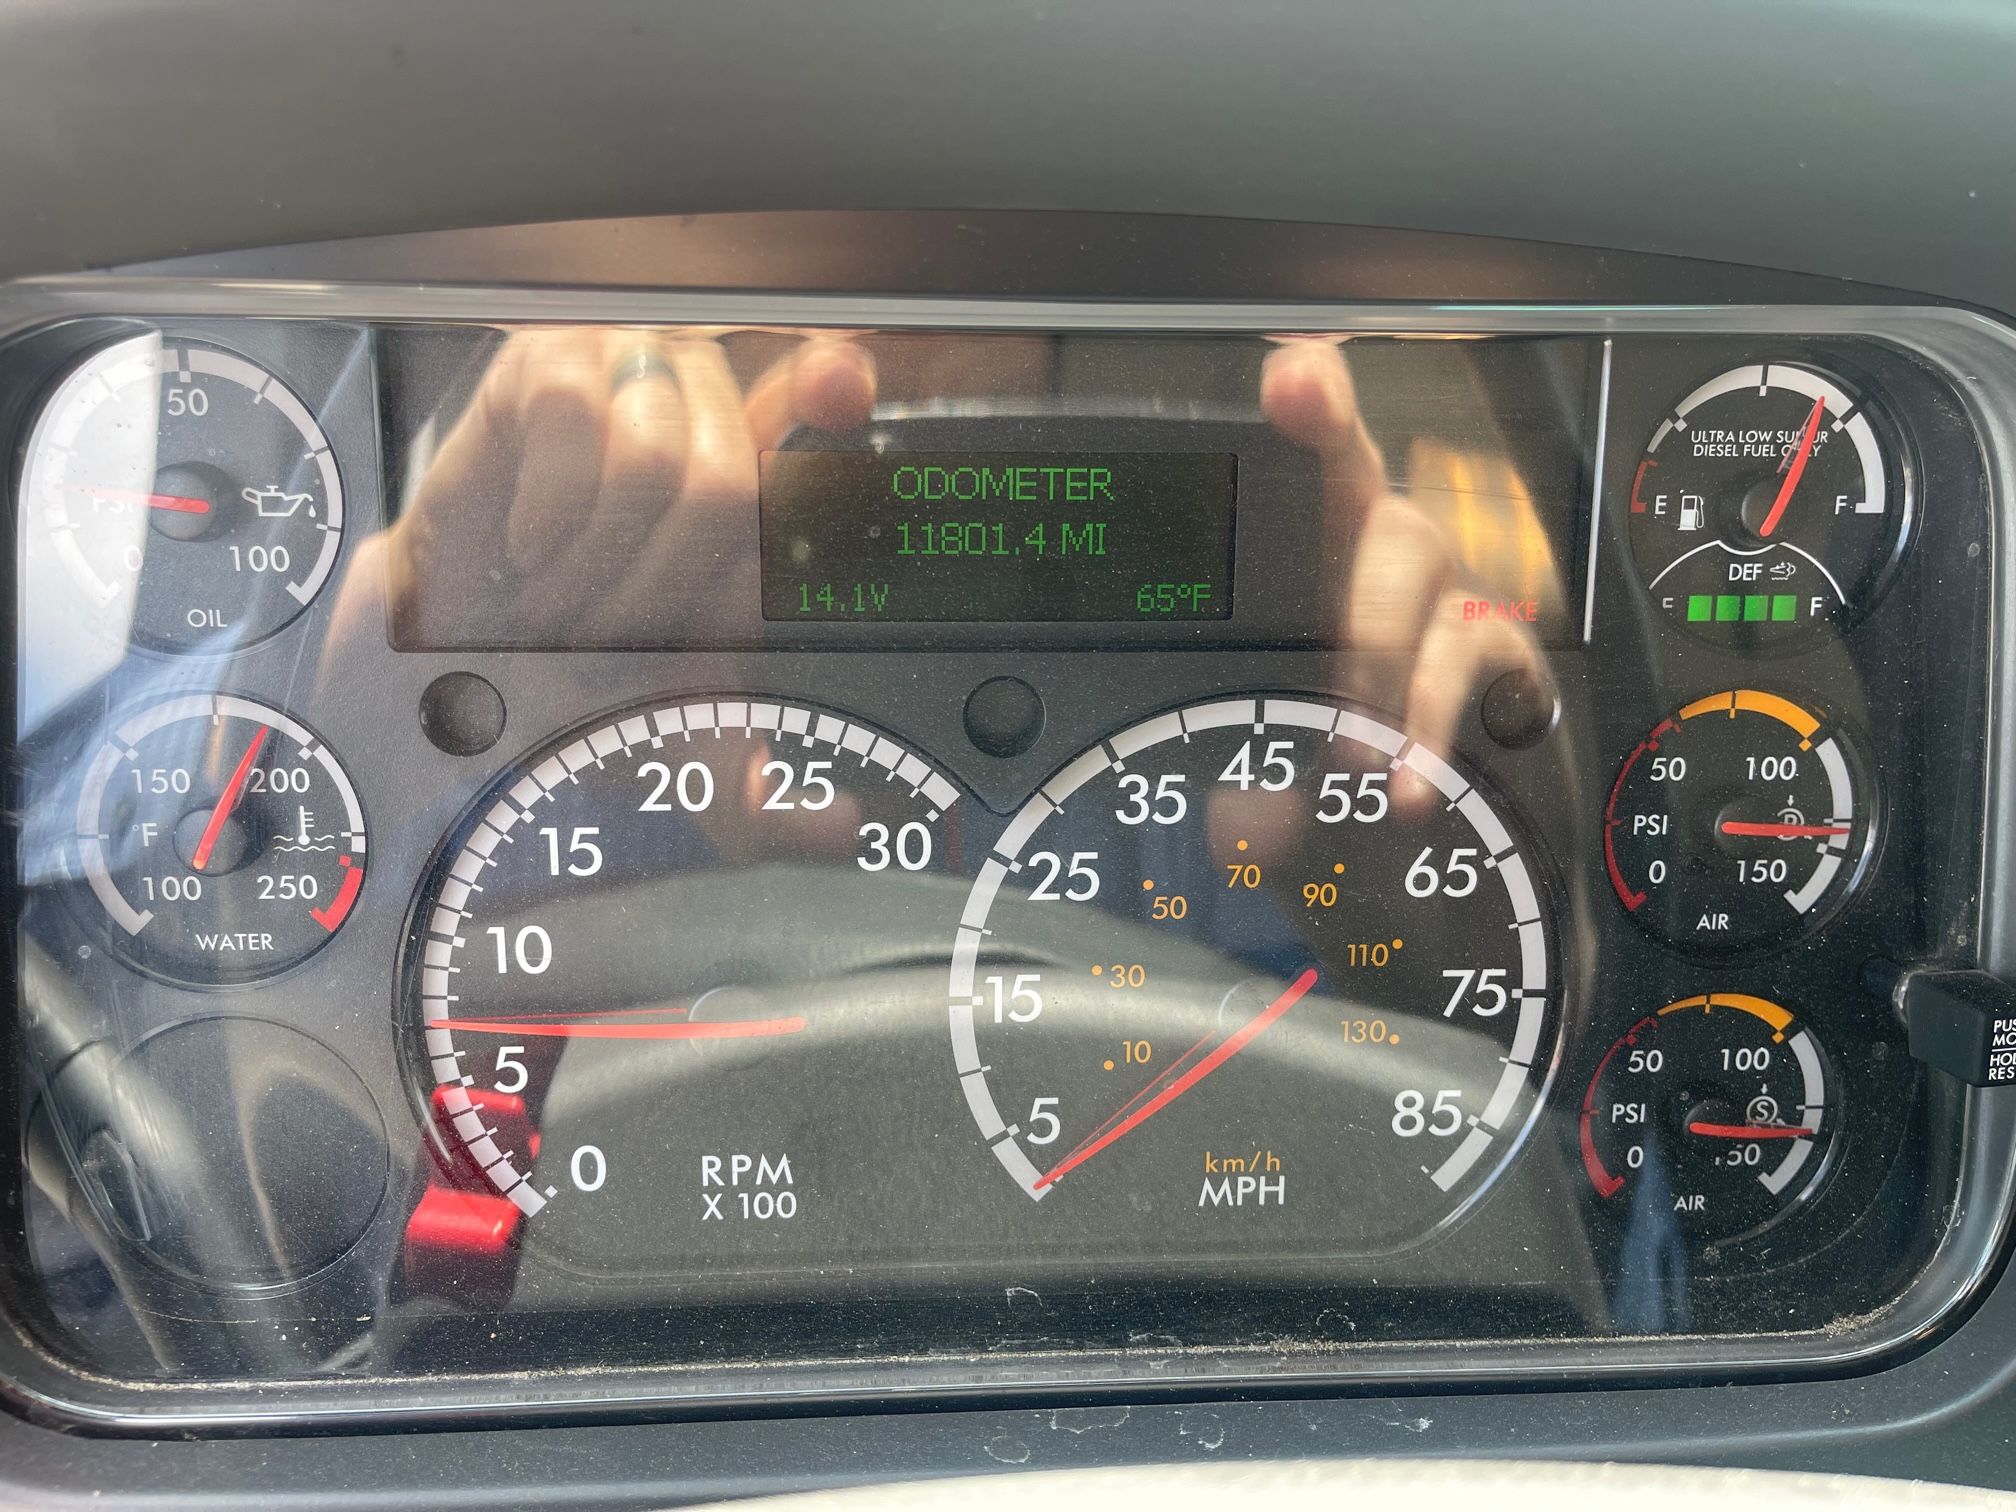 50
PSI
0 100
OIL
ODOMETER
11801.4 MI
14.1V 65°F
BRAKE
ULTRA LOW
DIESEL FUEL ONLY
E F
DEF
F
150 200
°F
100 250
WATER
0 5 10 15 20 25 30
RPM
X 100
5 15 25 35 45 55 65 75 85
10 30 50 70 90 110 130
km/h
MPH
50 100
PSI
0 150
AIR
50 100
PSI S
0 150
AIR